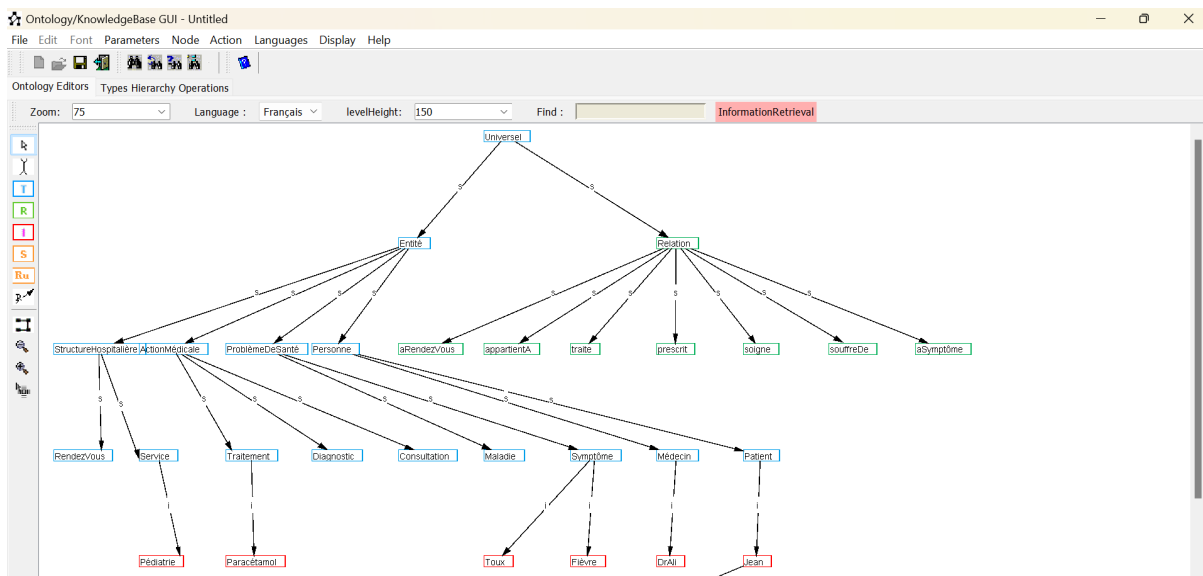 Ontology/KnowledgeBase GUI - Untitled
File Edit Font Parameters Node Action Languages Display Help
Ontology Editors Types Hierarchy Operations
Zoom: 75 Language : Français levelHeight: 150 Find : InformationRetrieval
T
R
I
S
Ru
Universel
s s
Entité Relation
s s s s s s s s s s s
StructureHospitalière ActionMédicale ProblèmeDeSanté Personne aRendezVous appartientA traite prescrit soigne souffreDe aSymptôme
s s s s s s s s s
RendezVous Service Traitement Diagnostic Consultation Maladie Symptôme Médecin Patient
i i i i i i
Pédiatrie Paracétamol Toux Fièvre DrAli Jean